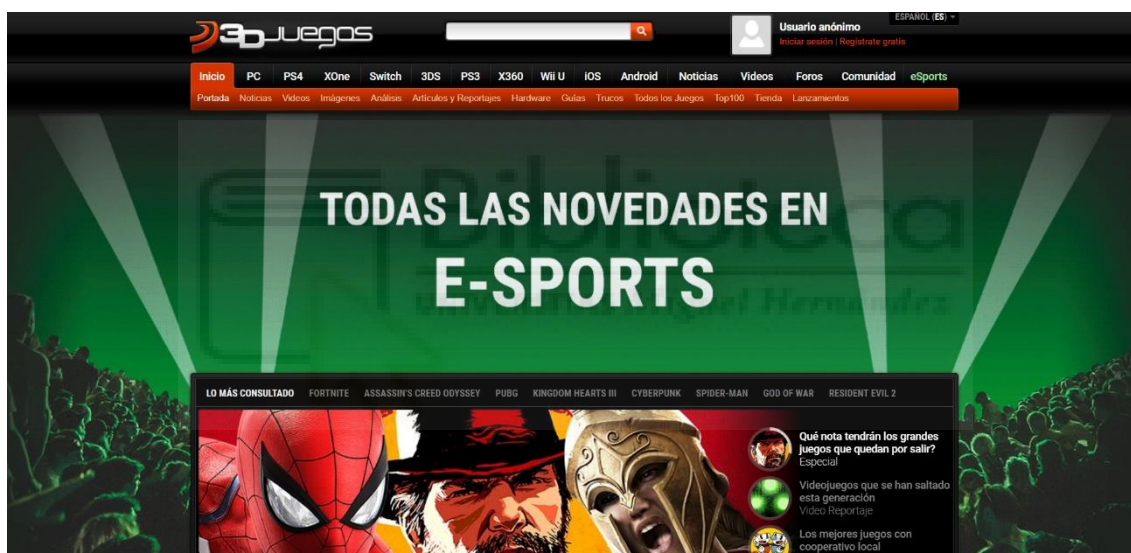 3DJUEGOS
ESPAÑOL (ES)
Usuario anónimo
Iniciar sesión | Regístrate gratis
Inicio PC PS4 XOne Switch 3DS PS3 X360 Wii U iOS Android Noticias Videos Foros Comunidad eSports
Portada Noticias Videos Imágenes Análisis Artículos y Reportajes Hardware Guías Trucos Todos los Juegos Top100 Tienda Lanzamientos
TODAS LAS NOVEDADES EN
Biblioteca
E-SPORTS
UNIVERSITAS Miguel Hernández
LO MÁS CONSULTADO FORTNITE ASSASSIN'S CREED ODYSSEY PUBG KINGDOM HEARTS III CYBERPUNK SPIDER-MAN GOD OF WAR RESIDENT EVIL 2
Qué nota tendrán los grandes
juegos que quedan por salir?
Especial
Videojuegos que se han saltado
esta generación
Video Reportaje
Los mejores juegos con
cooperativo local